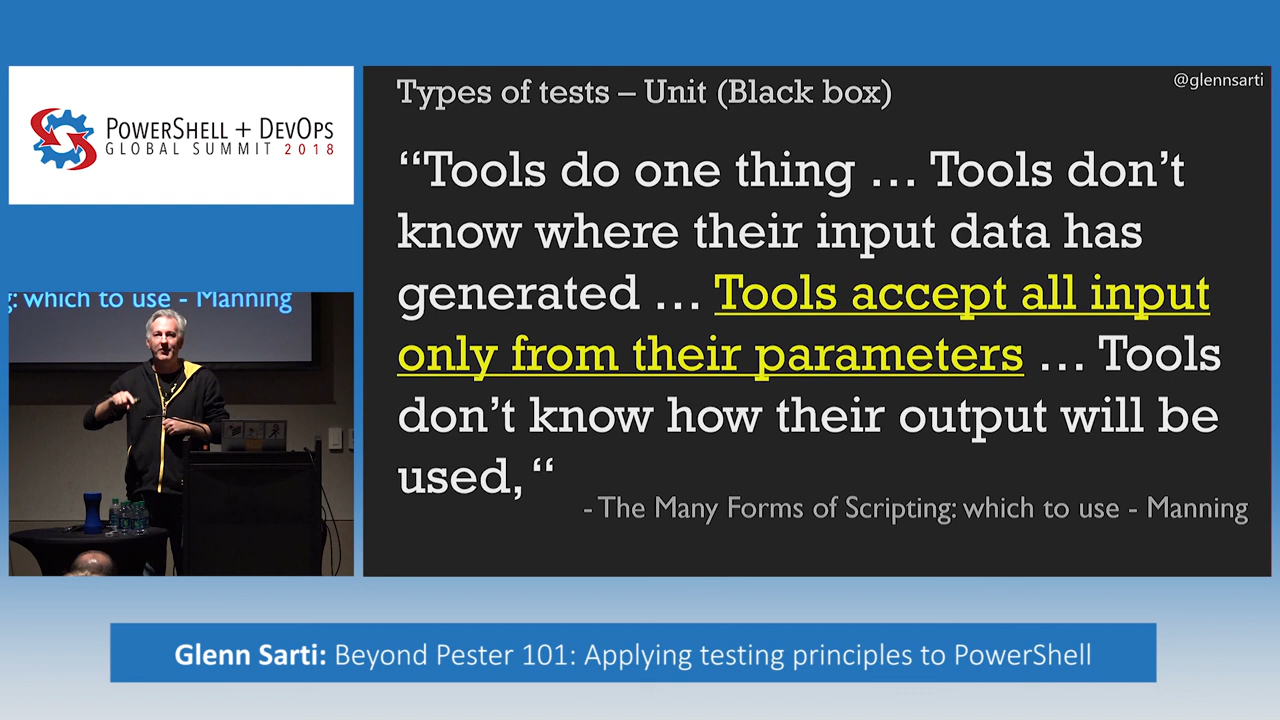 @glennsarti
Types of tests – Unit (Black box)
POWERSHELL + DEVOPS
GLOBAL SUMMIT 2018
“Tools do one thing … Tools don’t
know where their input data has
generated … Tools accept all input
only from their parameters … Tools
don’t know how their output will be
used, “
- The Many Forms of Scripting: which to use - Manning
g: which to use - Manning
Glenn Sarti: Beyond Pester 101: Applying testing principles to PowerShell